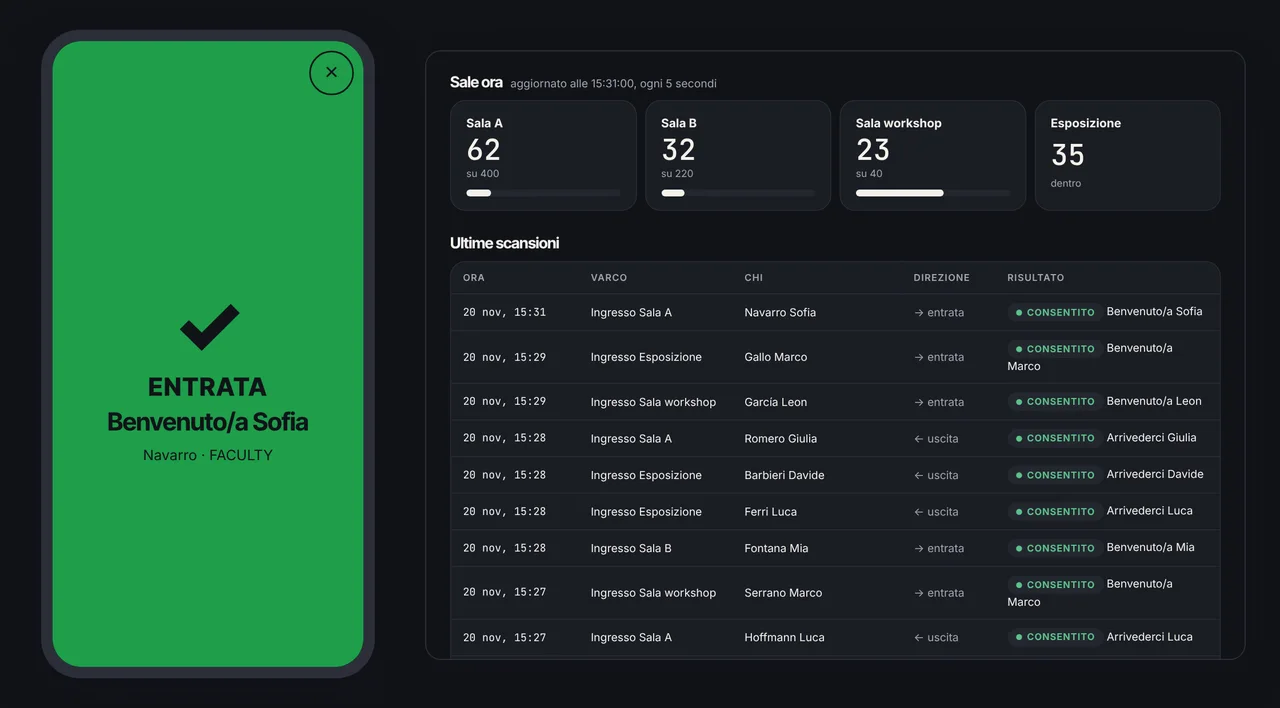 ✕
ENTRATA
Benvenuto/a Sofia
Navarro · FACULTY
Sale ora aggiornato alle 15:31:00, ogni 5 secondi
Sala A
62
su 400
Sala B
32
su 220
Sala workshop
23
su 40
Esposizione
35
dentro
Ultime scansioni
ORA VARCO CHI DIREZIONE RISULTATO
20 nov, 15:31 Ingresso Sala A Navarro Sofia → entrata CONSENTITO Benvenuto/a Sofia
20 nov, 15:29 Ingresso Esposizione Gallo Marco → entrata CONSENTITO Benvenuto/a
Marco
20 nov, 15:29 Ingresso Sala workshop García Leon → entrata CONSENTITO Benvenuto/a Leon
20 nov, 15:28 Ingresso Sala A Romero Giulia ← uscita CONSENTITO Arrivederci Giulia
20 nov, 15:28 Ingresso Esposizione Barbieri Davide ← uscita CONSENTITO Arrivederci Davide
20 nov, 15:28 Ingresso Esposizione Ferri Luca ← uscita CONSENTITO Arrivederci Luca
20 nov, 15:28 Ingresso Sala B Fontana Mia → entrata CONSENTITO Benvenuto/a Mia
20 nov, 15:27 Ingresso Sala workshop Serrano Marco → entrata CONSENTITO Benvenuto/a
Marco
20 nov, 15:27 Ingresso Sala A Hoffmann Luca ← uscita CONSENTITO Arrivederci Luca